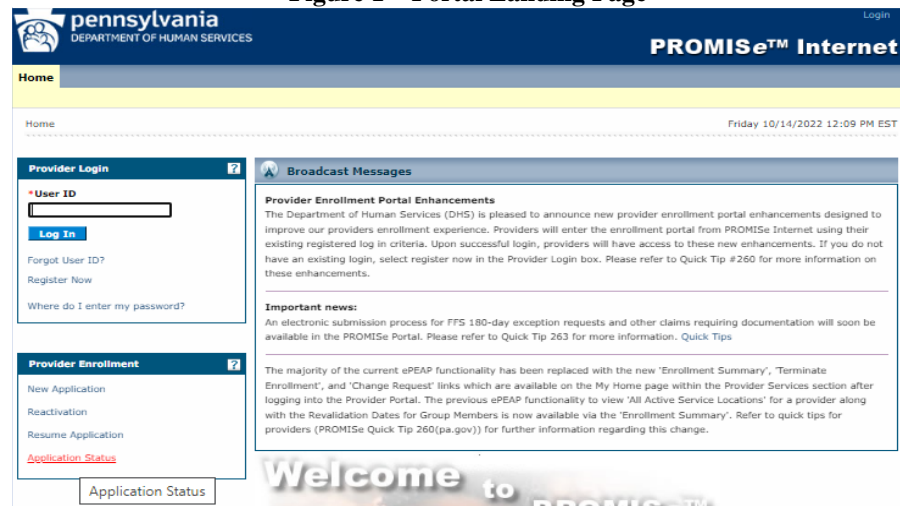 Figure 1 – Portal Landing Page
pennsylvania
DEPARTMENT OF HUMAN SERVICES
Login
PROMISe™ Internet
Home
Home
Friday 10/14/2022 12:09 PM EST
Provider Login ?
*User ID
Log In
Forgot User ID?
Register Now
Where do I enter my password?
Provider Enrollment ?
New Application
Reactivation
Resume Application
Application Status
Application Status
Broadcast Messages
Provider Enrollment Portal Enhancements
The Department of Human Services (DHS) is pleased to announce new provider enrollment portal enhancements designed to
improve our providers enrollment experience. Providers will enter the enrollment portal from PROMISe Internet using their
existing registered log in criteria. Upon successful login, providers will have access to these new enhancements. If you do not
have an existing login, select register now in the Provider Login box. Please refer to Quick Tip #260 for more information on
these enhancements.
Important news:
An electronic submission process for FFS 180-day exception requests and other claims requiring documentation will soon be
available in the PROMISe Portal. Please refer to Quick Tip 263 for more information. Quick Tips
The majority of the current ePEAP functionality has been replaced with the new 'Enrollment Summary', 'Terminate
Enrollment', and 'Change Request' links which are available on the My Home page within the Provider Services section after
logging into the Provider Portal. The previous ePEAP functionality to view 'All Active Service Locations' for a provider along
with the Revalidation Dates for Group Members is now available via the 'Enrollment Summary'. Refer to quick tips for
providers (PROMISe Quick Tip 260(pa.gov)) for further information regarding this change.
Welcome
to
PROMISe™